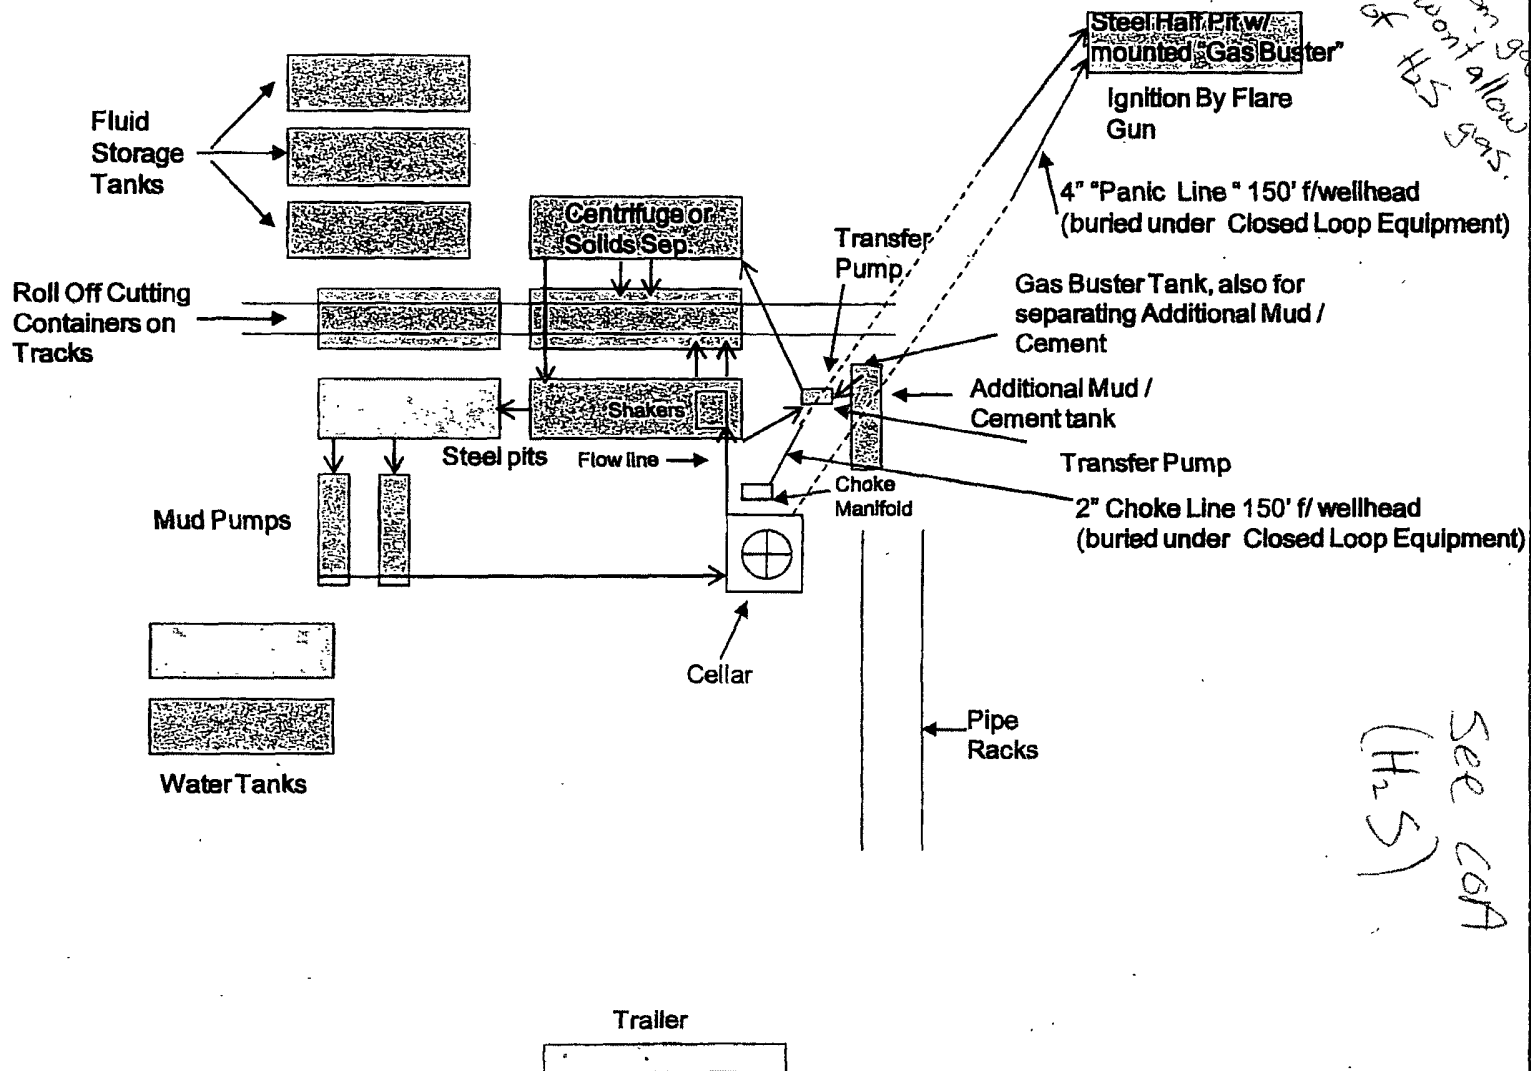 Steel Half Pit w/
mounted "Gas Buster"
Ignition By Flare
Gun
won't allow
of H2S gas.
4" "Panic Line " 150' f/wellhead
(buried under Closed Loop Equipment)
Fluid
Storage
Tanks
Centrifuge or
Solids Sep.
Transfer
Pump
Gas Buster Tank, also for
separating Additional Mud /
Cement
Roll Off Cutting
Containers on
Tracks
Additional Mud /
Cement tank
Shakers
Steel pits
Flow line
Transfer Pump
Choke
Manifold
2" Choke Line 150' f/ wellhead
(buried under Closed Loop Equipment)
Mud Pumps
Cellar
Pipe
Racks
Water Tanks
See COA
(H2S)
Trailer